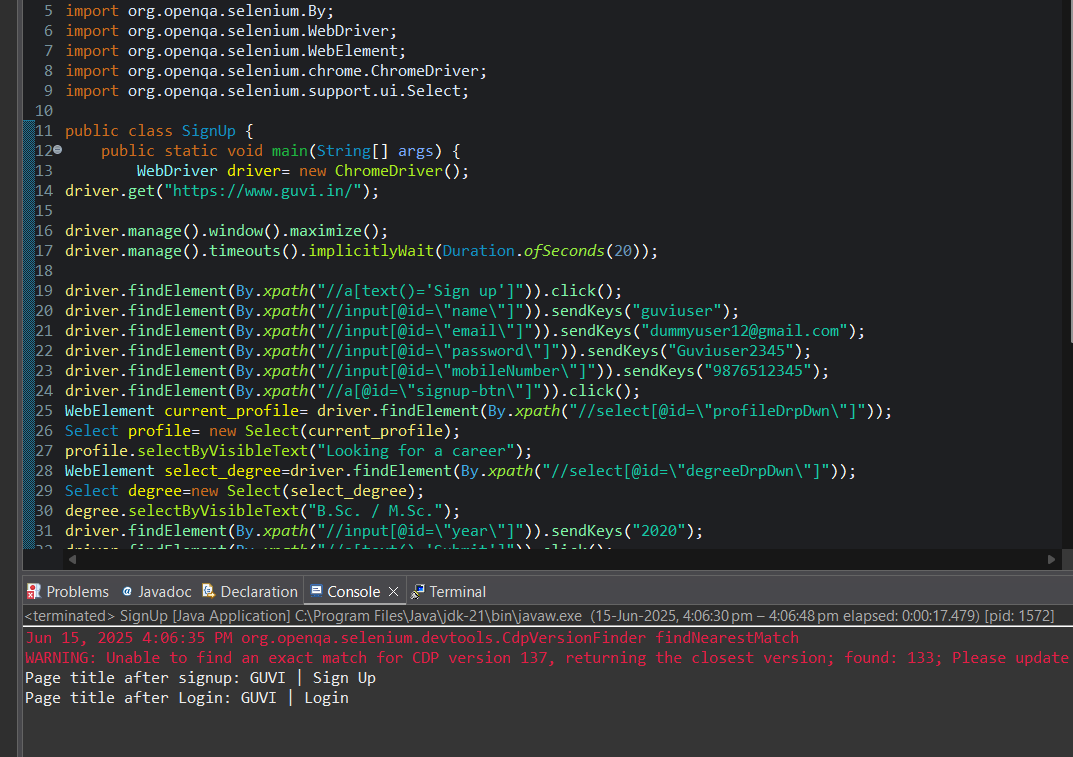 5 import org.openqa.selenium.By;
6 import org.openqa.selenium.WebDriver;
7 import org.openqa.selenium.WebElement;
8 import org.openqa.selenium.chrome.ChromeDriver;
9 import org.openqa.selenium.support.ui.Select;
10
11 public class SignUp {
12 public static void main(String[] args) {
13 WebDriver driver= new ChromeDriver();
14 driver.get("https://www.guvi.in/");
15
16 driver.manage().window().maximize();
17 driver.manage().timeouts().implicitlyWait(Duration.ofSeconds(20));
18
19 driver.findElement(By.xpath("//a[text()='Sign up']")).click();
20 driver.findElement(By.xpath("//input[@id=\"name\"]")).sendKeys("guviuser");
21 driver.findElement(By.xpath("//input[@id=\"email\"]")).sendKeys("dummyuser12@gmail.com");
22 driver.findElement(By.xpath("//input[@id=\"password\"]")).sendKeys("Guviuser2345");
23 driver.findElement(By.xpath("//input[@id=\"mobileNumber\"]")).sendKeys("9876512345");
24 driver.findElement(By.xpath("//a[@id=\"signup-btn\"]")).click();
25 WebElement current_profile= driver.findElement(By.xpath("//select[@id=\"profileDrpDwn\"]"));
26 Select profile= new Select(current_profile);
27 profile.selectByVisibleText("Looking for a career");
28 WebElement select_degree=driver.findElement(By.xpath("//select[@id=\"degreeDrpDwn\"]"));
29 Select degree=new Select(select_degree);
30 degree.selectByVisibleText("B.Sc. / M.Sc.");
31 driver.findElement(By.xpath("//input[@id=\"year\"]")).sendKeys("2020");
32 driver.findElement(By.xpath("//a[text()='Submit']")).click();
Problems Javadoc Declaration Console Terminal
<terminated> SignUp [Java Application] C:\Program Files\Java\jdk-21\bin\javaw.exe (15-Jun-2025, 4:06:30 pm – 4:06:48 pm elapsed: 0:00:17.479) [pid: 1572]
Jun 15, 2025 4:06:35 PM org.openqa.selenium.devtools.CdpVersionFinder findNearestMatch
WARNING: Unable to find an exact match for CDP version 137, returning the closest version; found: 133; Please update
Page title after signup: GUVI | Sign Up
Page title after Login: GUVI | Login